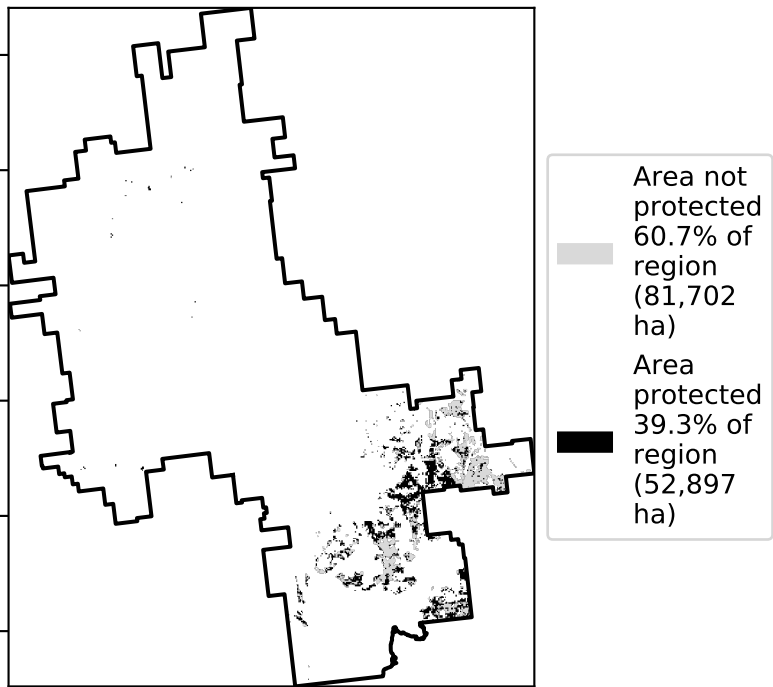 Area not
protected
60.7% of
region
(81,702
ha)
Area
protected
39.3% of
region
(52,897
ha)